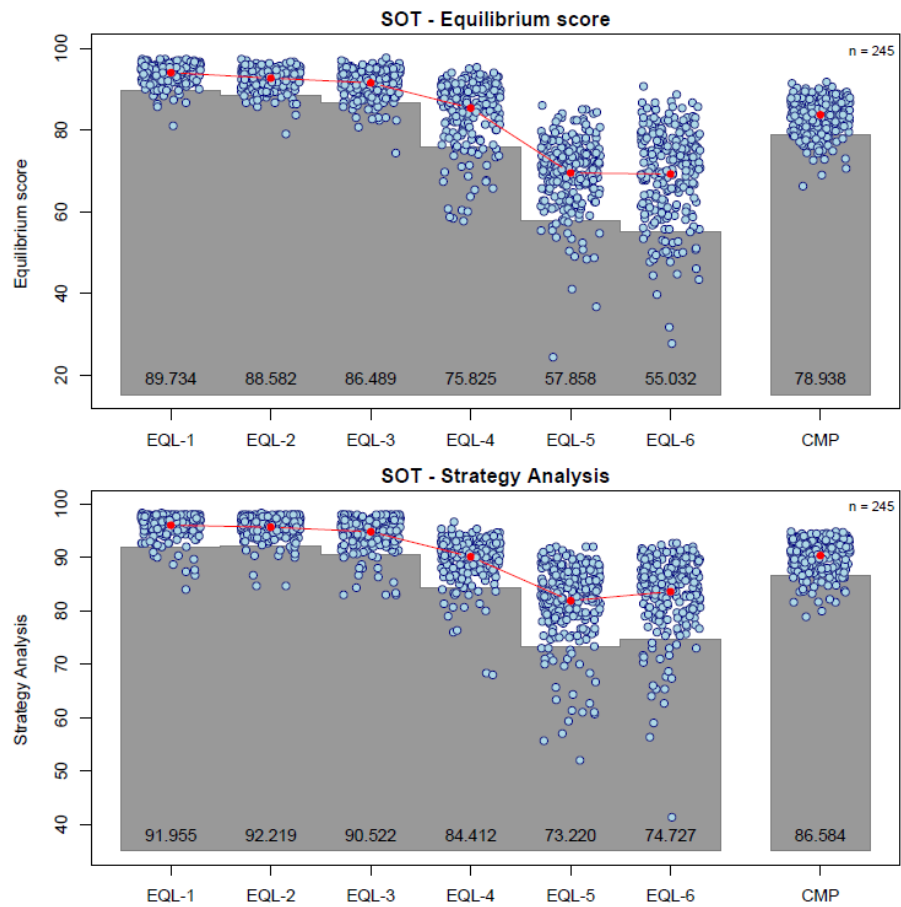 SOT - Equilibrium score
n = 245
Equilibrium score
100
80
60
40
20
89.734 88.582 86.489 75.825 57.858 55.032 78.938
EQL-1 EQL-2 EQL-3 EQL-4 EQL-5 EQL-6 CMP
SOT - Strategy Analysis
n = 245
Strategy Analysis
100
90
80
70
60
50
40
91.955 92.219 90.522 84.412 73.220 74.727 86.584
EQL-1 EQL-2 EQL-3 EQL-4 EQL-5 EQL-6 CMP